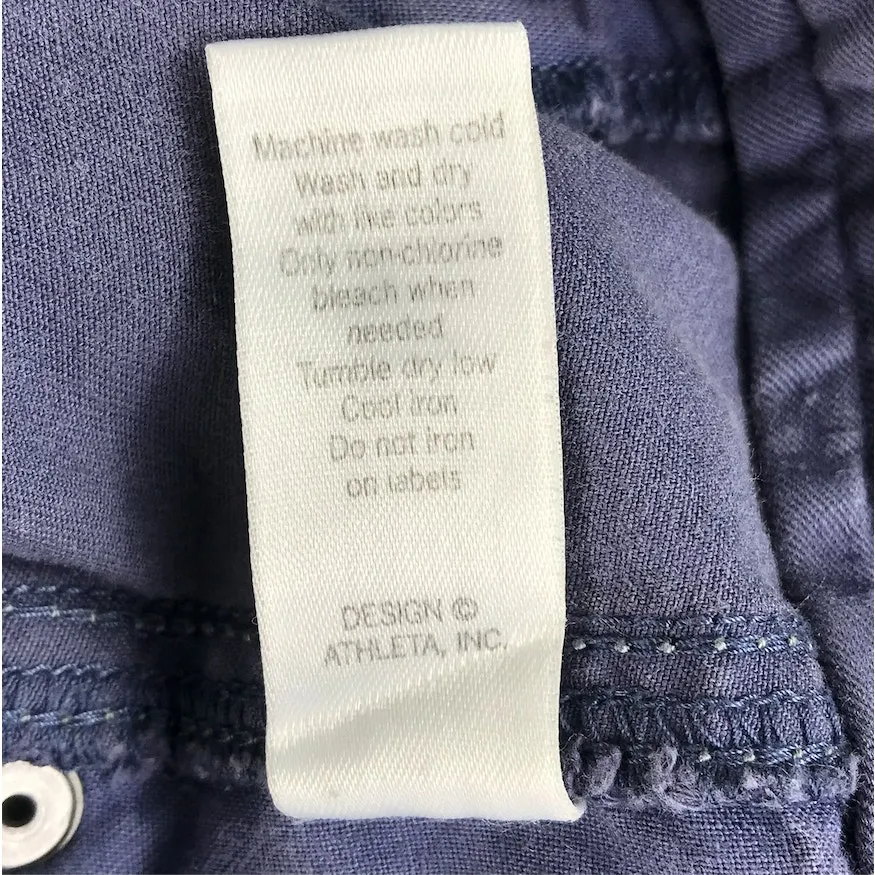 Machine wash cold
Wash and dry
with like colors
Only non-chlorine
bleach when
needed
Tumble dry low
Cool iron
Do not iron
on labels
DESIGN ©
ATHLETA, INC.